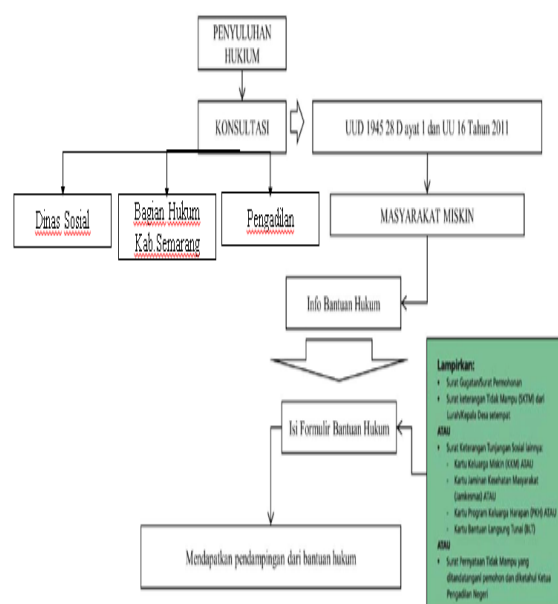 PENYULUHAN
HUKIUM
KONSULTASI
UUD 1945 28 D ayat 1 dan UU 16 Tahun 2011
Dinas Sosial
Bagian Hukum
Kab.Semarang
Pengadilan
MASYARAKAT MISKIN
Info Bantuan Hukum
Isi Formulir Bantuan Hukum
Mendapatkan pendampingan dari bantuan hukum
Lampirkan:
• Surat Gugatan/Surat Permohonan
• Surat keterangan Tidak Mampu (SKTM) dari
Lurah/Kepala Desa setempat
ATAU
• Surat Keterangan Tunjangan Sosial lainnya:
- Kartu Keluarga Miskin (KKM) ATAU
- Kartu Jaminan Kesehatan Masyarakat
(Jamkesmas) ATAU
- Kartu Program Keluarga Harapan (PKH) ATAU
- Kartu Bantuan Langsung Tunai (BLT)
ATAU
• Surat Pernyataan Tidak Mampu yang
ditandatangani pemohon dan diketahui Ketua
Pengadilan Negeri